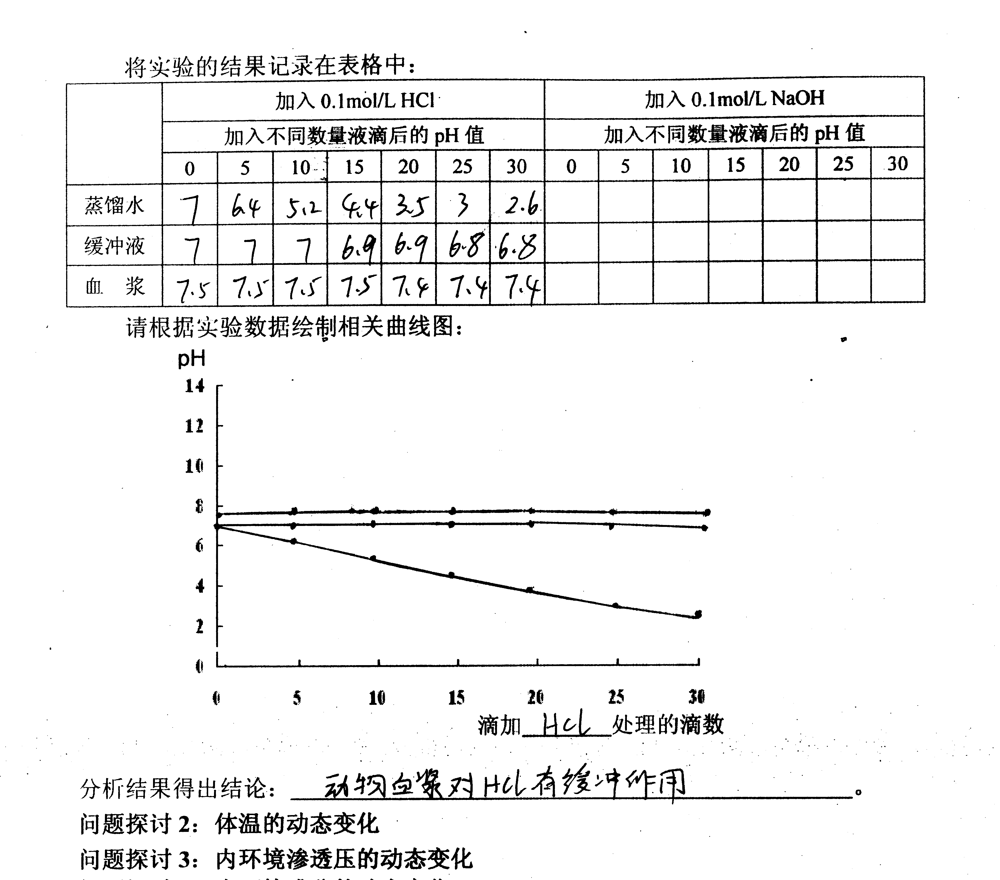 将实验的结果记录在表格中：
加入 0.1mol/L HCl 加入 0.1mol/L NaOH
加入不同数量液滴后的 pH 值 加入不同数量液滴后的 pH 值
0 5 10 15 20 25 30 0 5 10 15 20 25 30
蒸馏水 7 6.4 5.2 4.4 3.5 3 2.6
缓冲液 7 7 7 6.9 6.9 6.8 6.8
血 浆 7.5 7.5 7.5 7.5 7.4 7.4 7.4
请根据实验数据绘制相关曲线图：
pH
14
12
10
8
6
4
2
0
0 5 10 15 20 25 30
滴加 HCl 处理的滴数
分析结果得出结论： 动物血浆对HCl有缓冲作用 。
问题探讨 2：体温的动态变化
问题探讨 3：内环境渗透压的动态变化